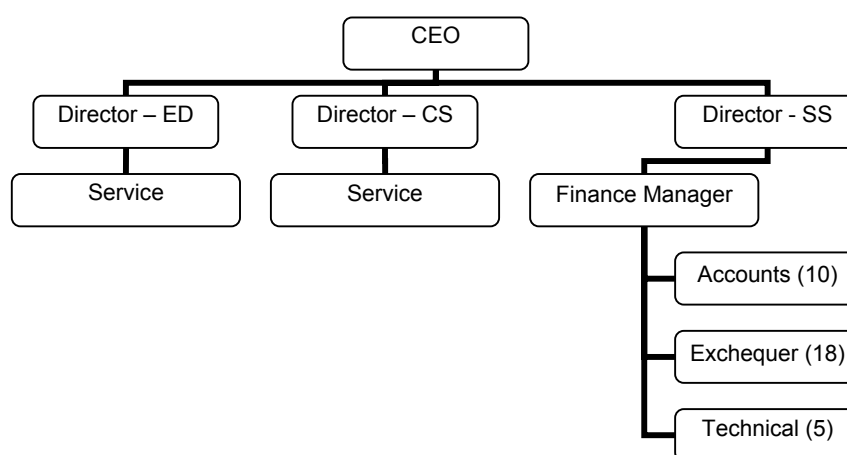 CEO
Director – ED
Director – CS
Director - SS
Service
Service
Finance Manager
Accounts (10)
Exchequer (18)
Technical (5)